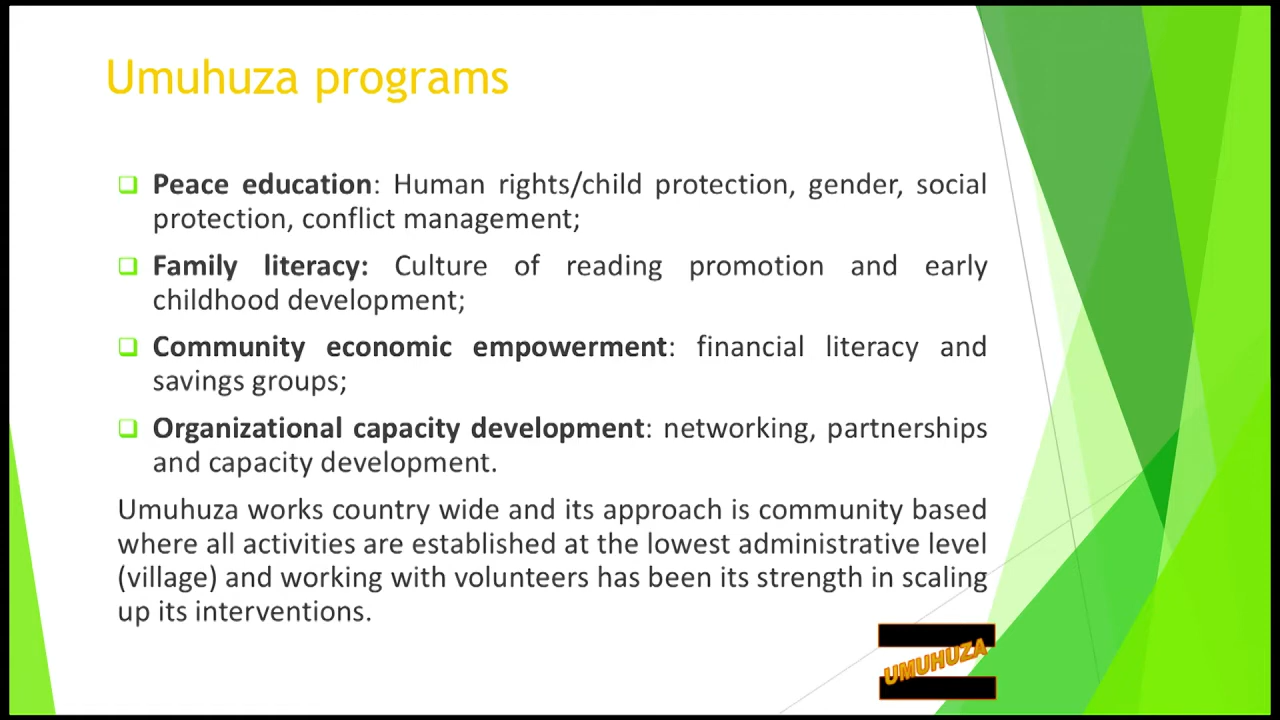 Umuhuza programs
Peace education: Human rights/child protection, gender, social
protection, conflict management;
Family literacy: Culture of reading promotion and early
childhood development;
Community economic empowerment: financial literacy and
savings groups;
Organizational capacity development: networking, partnerships
and capacity development.
Umuhuza works country wide and its approach is community based
where all activities are established at the lowest administrative level
(village) and working with volunteers has been its strength in scaling
up its interventions.
UMUHUZA